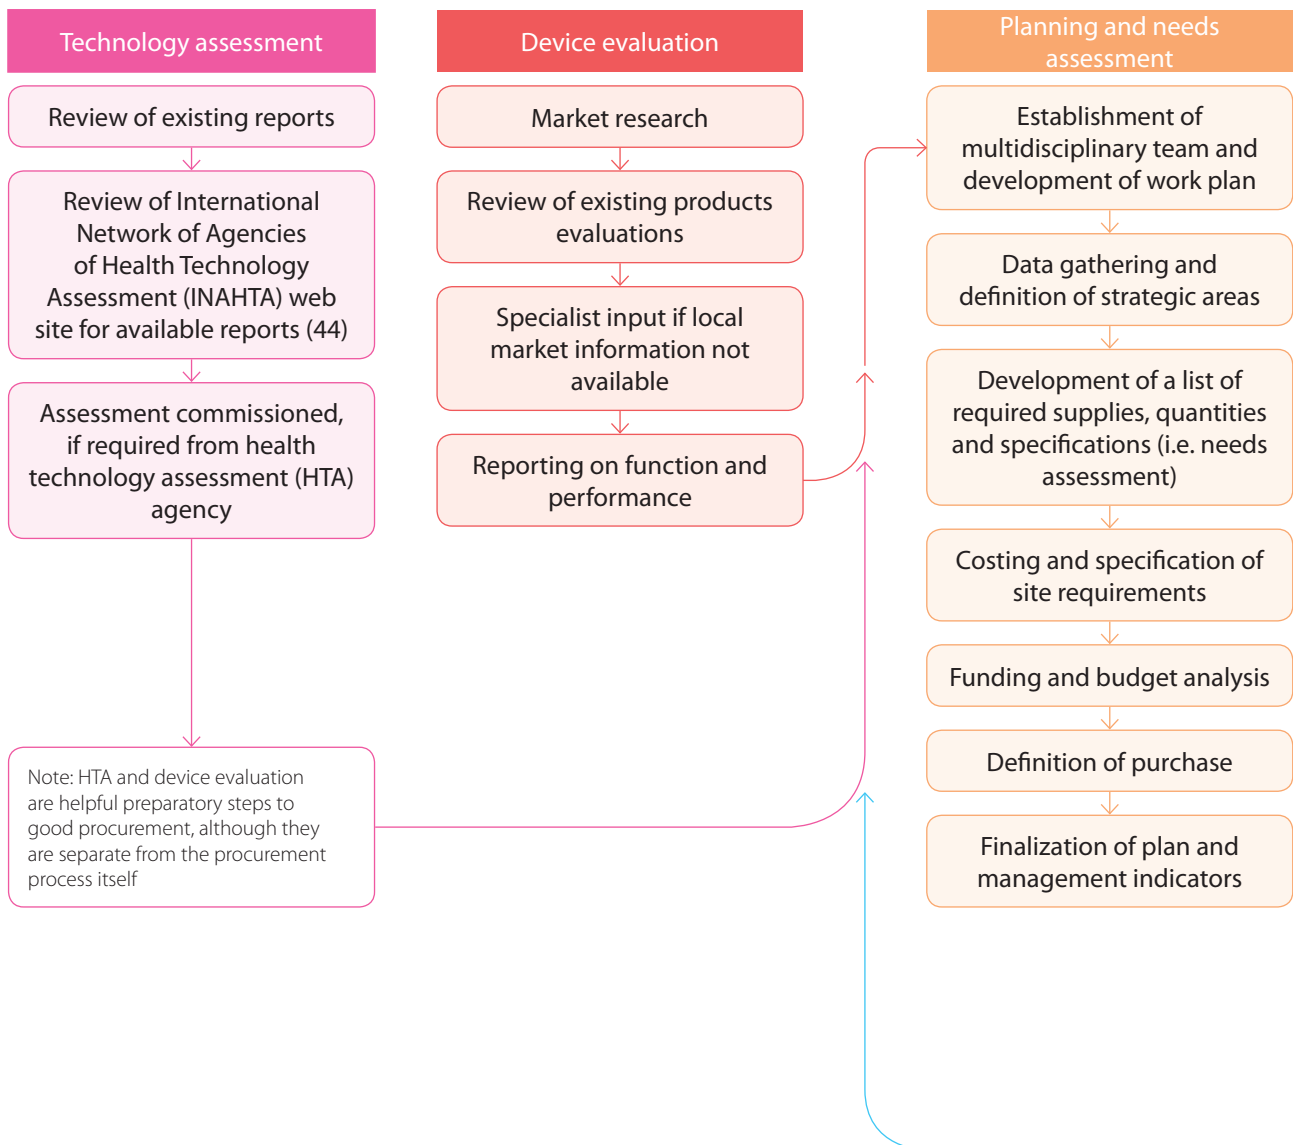 Technology assessment
Review of existing reports
Review of International
Network of Agencies
of Health Technology
Assessment (INAHTA) web
site for available reports (44)
Assessment commissioned,
if required from health
technology assessment (HTA)
agency
Note: HTA and device evaluation
are helpful preparatory steps to
good procurement, although they
are separate from the procurement
process itself
Device evaluation
Market research
Review of existing products
evaluations
Specialist input if local
market information not
available
Reporting on function and
performance
Planning and needs
assessment
Establishment of
multidisciplinary team and
development of work plan
Data gathering and
definition of strategic areas
Development of a list of
required supplies, quantities
and specifications (i.e. needs
assessment)
Costing and specification of
site requirements
Funding and budget analysis
Definition of purchase
Finalization of plan and
management indicators